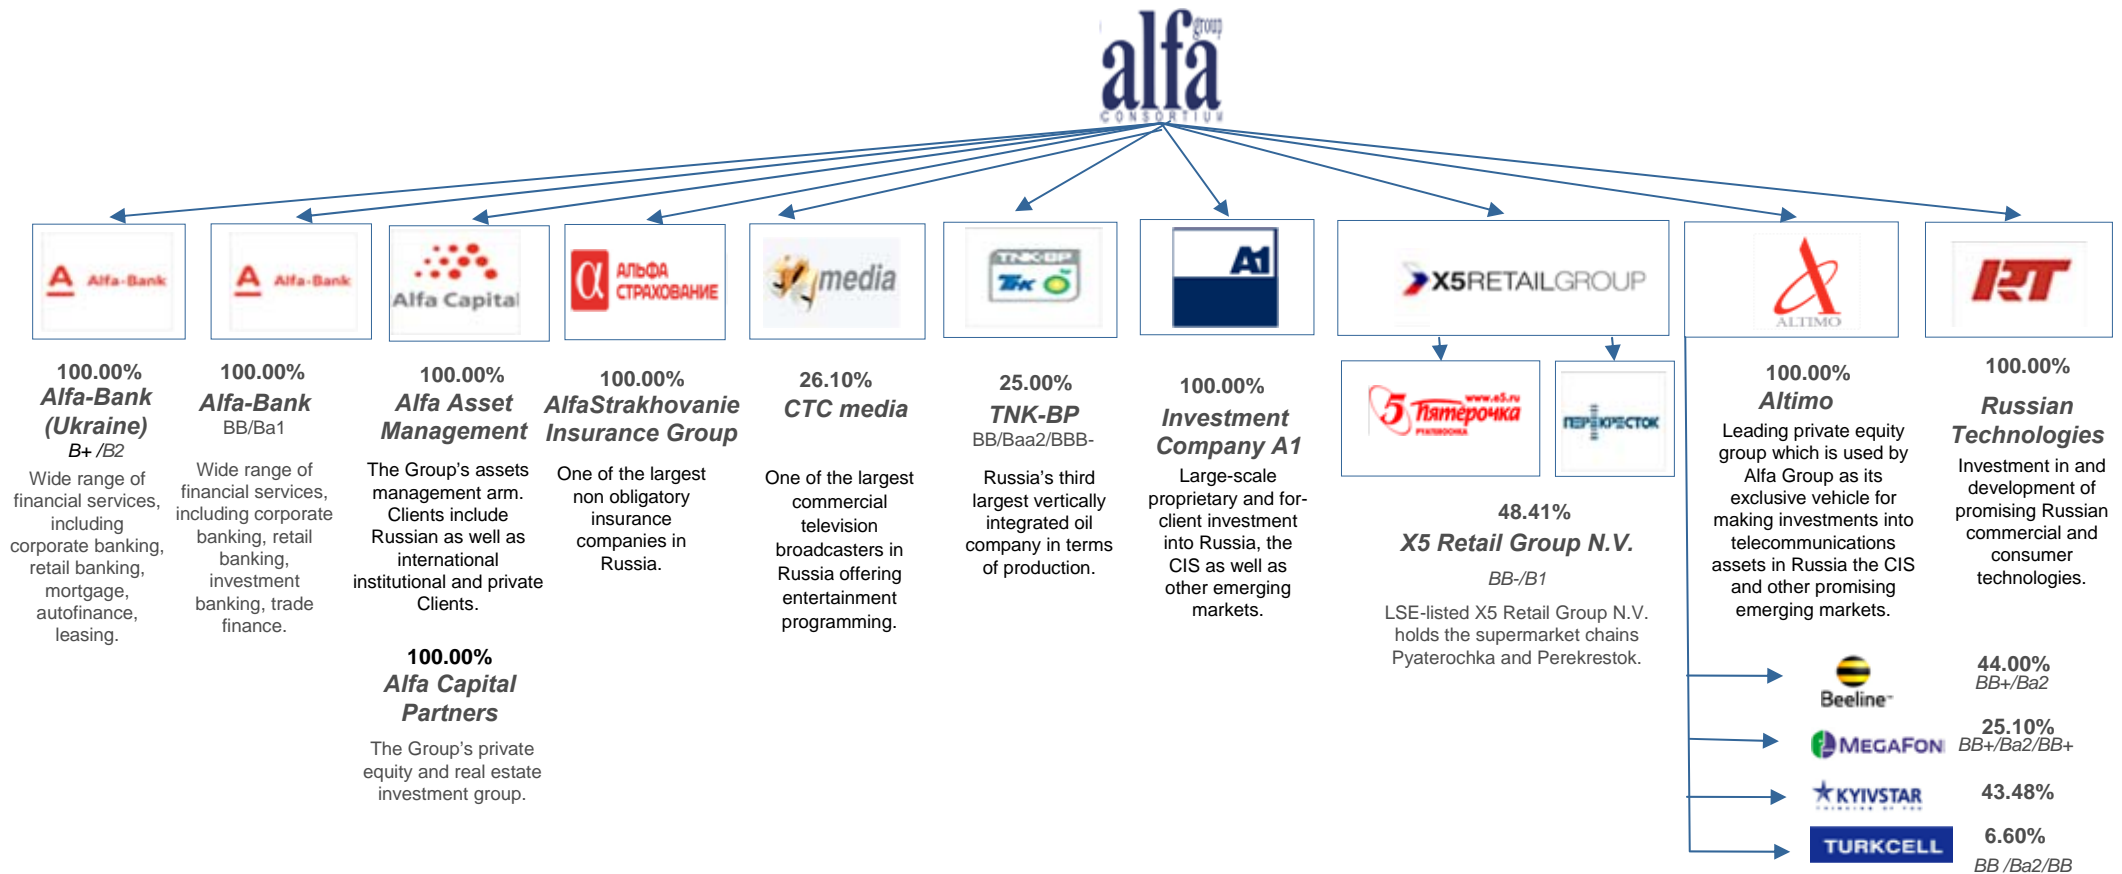 alfa
group
CONSORTIUM
A Alfa-Bank
100.00%
Alfa-Bank
(Ukraine)
B+ /B2
Wide range of
financial services,
including
corporate banking,
retail banking,
mortgage,
autofinance,
leasing.
A Alfa-Bank
100.00%
Alfa-Bank
BB/Ba1
Wide range of
financial services,
including corporate
banking, retail
banking,
investment
banking, trade
finance.
Alfa Capital
100.00%
Alfa Asset
Management
The Group’s assets
management arm.
Clients include
Russian as well as
international
institutional and private
Clients.
100.00%
Alfa Capital
Partners
The Group’s private
equity and real estate
investment group.
α АЛЬФА
СТРАХОВАНИЕ
100.00%
AlfaStrakhovanie
Insurance Group
One of the largest
non obligatory
insurance
companies in
Russia.
media
26.10%
CTC media
One of the largest
commercial
television
broadcasters in
Russia offering
entertainment
programming.
TNK-BP
ТНК
25.00%
TNK-BP
BB/Baa2/BBB-
Russia’s third
largest vertically
integrated oil
company in terms
of production.
A1
100.00%
Investment
Company A1
Large-scale
proprietary and for-
client investment
into Russia, the
CIS as well as
other emerging
markets.
X5RETAILGROUP
www.e5.ru
5 Пятёрочка
PYATEROCHKA
ПЕРЕКРЕСТОК
48.41%
X5 Retail Group N.V.
BB-/B1
LSE-listed X5 Retail Group N.V.
holds the supermarket chains
Pyaterochka and Perekrestok.
ALTIMO
100.00%
Altimo
Leading private equity
group which is used by
Alfa Group as its
exclusive vehicle for
making investments into
telecommunications
assets in Russia the CIS
and other promising
emerging markets.
Beeline™
44.00%
BB+/Ba2
MEGAFON
25.10%
BB+/Ba2/BB+
KYIVSTAR
43.48%
TURKCELL
6.60%
BB /Ba2/BB
RT
100.00%
Russian
Technologies
Investment in and
development of
promising Russian
commercial and
consumer
technologies.